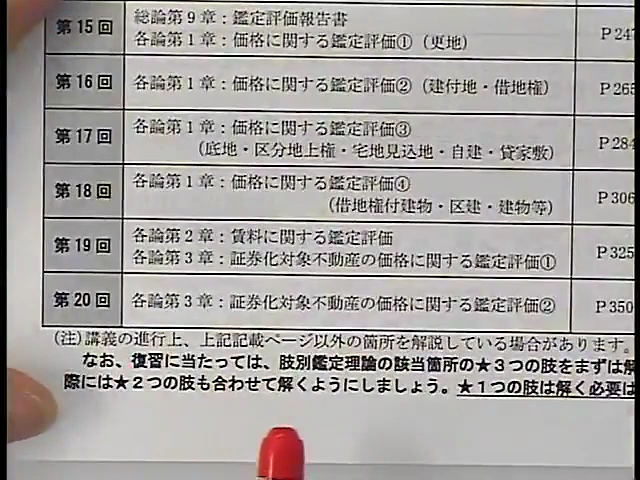 第15回 総論第9章：鑑定評価報告書
各論第1章：価格に関する鑑定評価①（更地） P247
第16回 各論第1章：価格に関する鑑定評価②（建付地・借地権） P265
第17回 各論第1章：価格に関する鑑定評価③
（底地・区分地上権・宅地見込地・自建・貸家敷） P284
第18回 各論第1章：価格に関する鑑定評価④
（借地権付建物・区建・建物等） P306
第19回 各論第2章：賃料に関する鑑定評価
各論第3章：証券化対象不動産の価格に関する鑑定評価① P325
第20回 各論第3章：証券化対象不動産の価格に関する鑑定評価② P350
（注）講義の進行上、上記記載ページ以外の箇所を解説している場合があります。
なお、復習に当たっては、肢別鑑定理論の該当箇所の★3つの肢をまずは解
際には★2つの肢も合わせて解くようにしましょう。★1つの肢は解く必要は